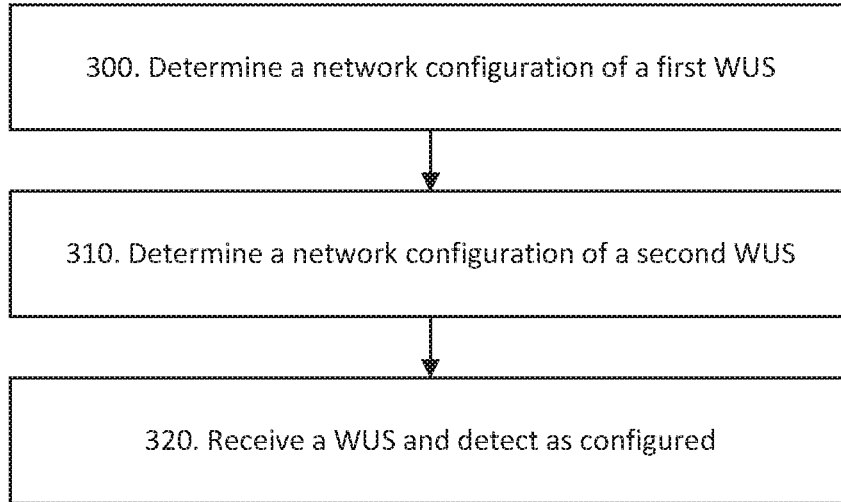 300. Determine a network configuration of a first WUS
310. Determine a network configuration of a second WUS
320. Receive a WUS and detect as configured